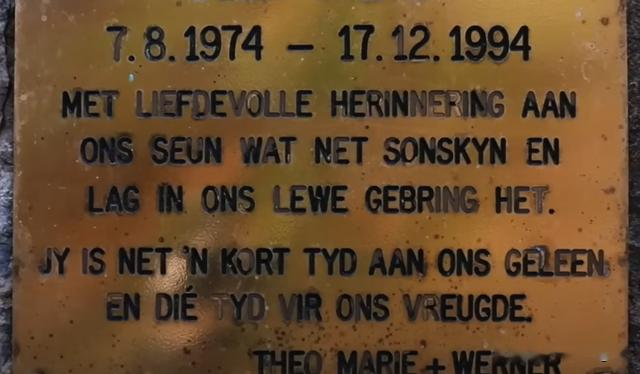 7.8.1974 – 17.12.1994
MET LIEFDEVOLLE HERINNERING AAN
ONS SEUN WAT NET SONSKYN EN
LAG IN ONS LEWE GEBRING HET.
JY IS NET 'N KORT TYD AAN ONS GELEEN
EN DIÉ TYD VIR ONS VREUGDE.
THEO MARIE + WERNER